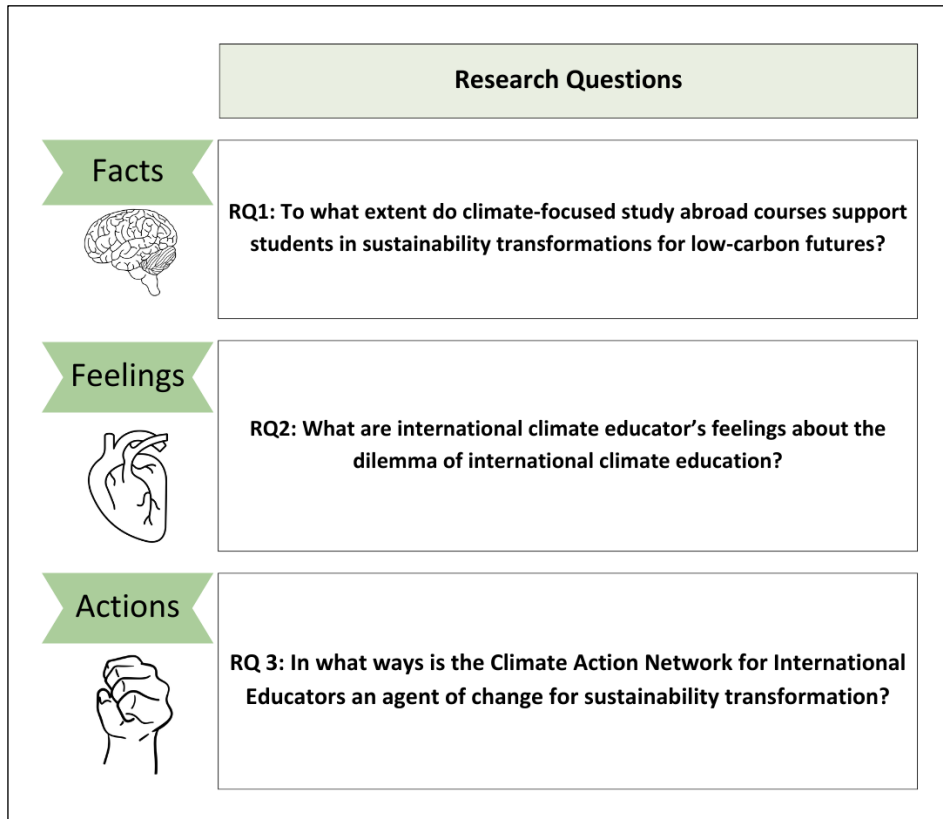 Research Questions
Facts
RQ1: To what extent do climate-focused study abroad courses support
students in sustainability transformations for low-carbon futures?
Feelings
RQ2: What are international climate educator’s feelings about the
dilemma of international climate education?
Actions
RQ 3: In what ways is the Climate Action Network for International
Educators an agent of change for sustainability transformation?